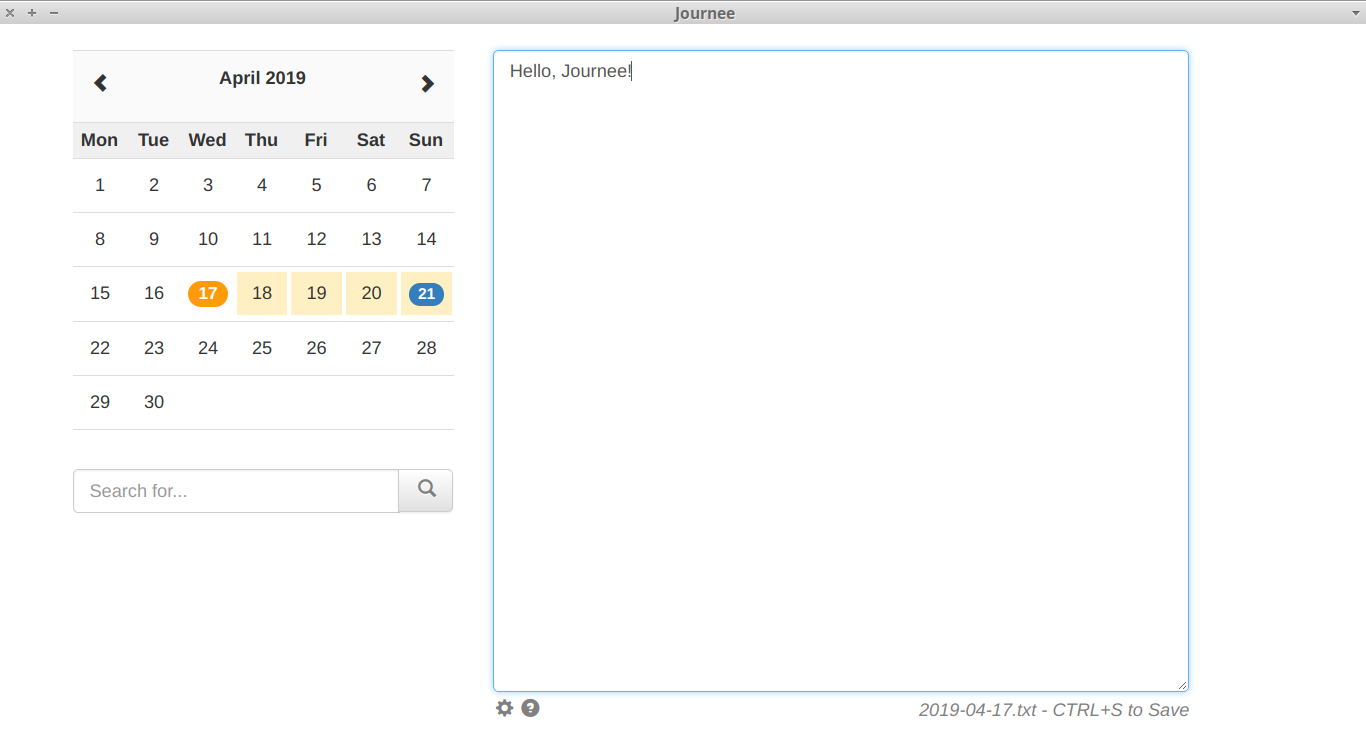 Journee
April 2019
Mon Tue Wed Thu Fri Sat Sun
1 2 3 4 5 6 7
8 9 10 11 12 13 14
15 16 17 18 19 20 21
22 23 24 25 26 27 28
29 30
Search for...
Hello, Journee!
2019-04-17.txt - CTRL+S to Save